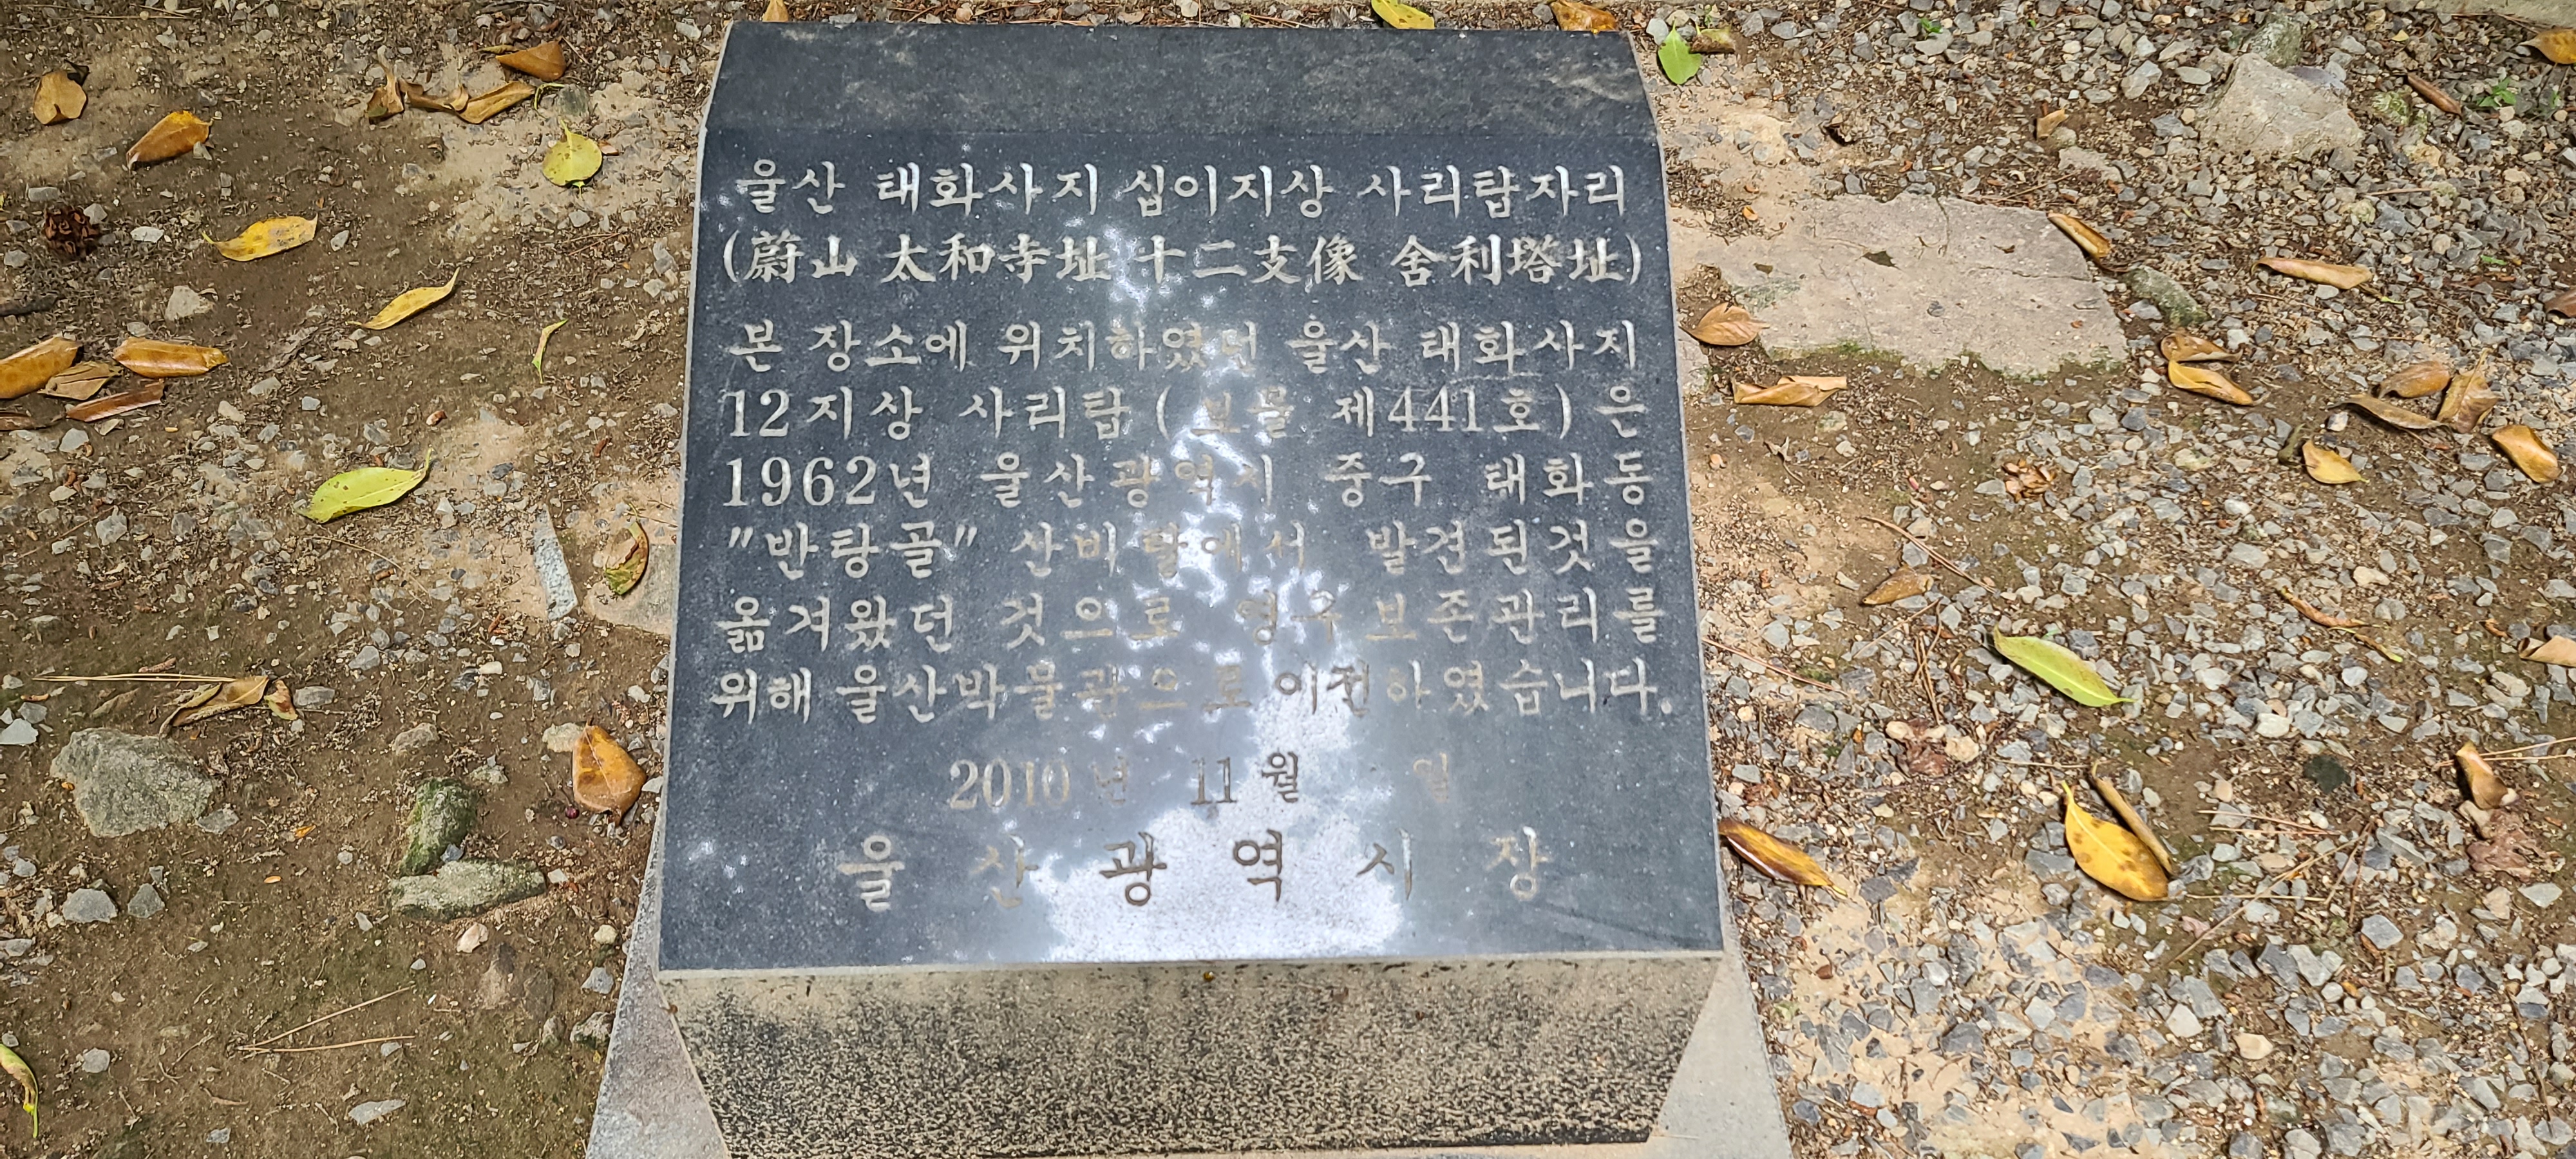 울산 태화사지 십이지상 사리탑자리
(蔚山 太和寺址 十二支像 舍利塔址)
본 장소에 위치하였던 울산 태화사지
12지상 사리탑(보물 제441호)은
1962년 울산광역시 중구 태화동
"반탕골" 산비탈에서 발견된것을
옮겨왔던 것으로 영구보존관리를
위해 울산박물관으로 이전하였습니다.
2010년 11월 일
울산광역시장